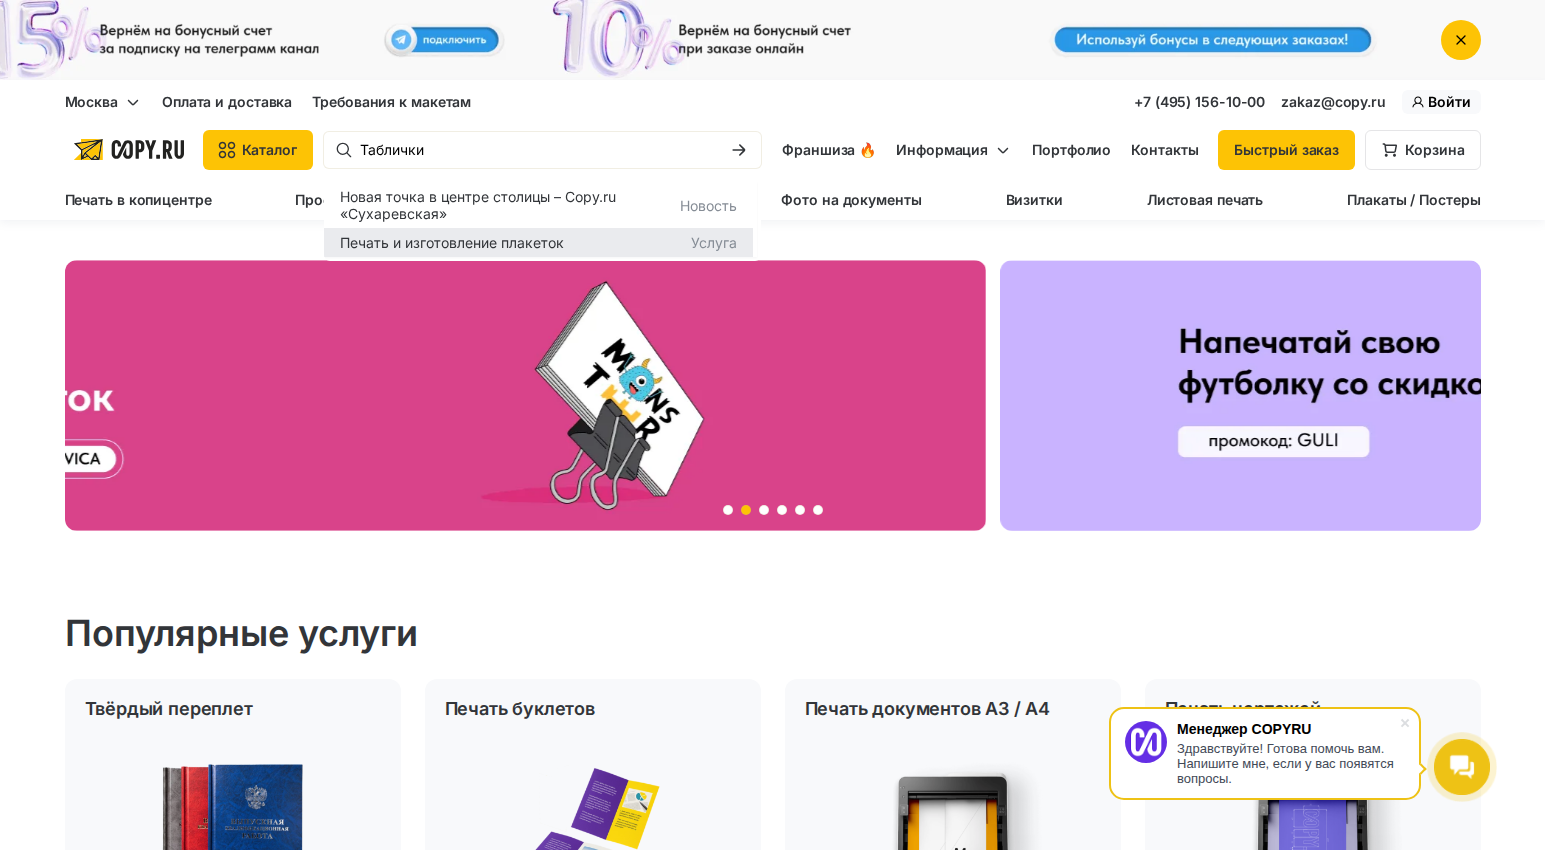 15%
Вернём на бонусный счет
за подписку на телеграмм канал
подключить
10%
Вернём на бонусный счет
при заказе онлайн
Используй бонусы в следующих заказах!
Москва
Оплата и доставка
Требования к макетам
+7 (495) 156-10-00
zakaz@copy.ru
Войти
COPY.RU
Каталог
Таблички
Франшиза 🔥
Информация
Портфолио
Контакты
Быстрый заказ
Корзина
Печать в копицентре
Фото на документы
Визитки
Листовая печать
Плакаты / Постеры
Новая точка в центре столицы – Copy.ru
«Сухаревская»
Новость
Печать и изготовление плакеток
Услуга
MONSTER
Напечатай свою
футболку со скидко
промокод: GULI
Популярные услуги
Твёрдый переплет
Печать буклетов
Печать документов А3 / А4
Печать чертежей
Менеджер COPYRU
Здравствуйте! Готова помочь вам.
Напишите мне, если у вас появятся
вопросы.